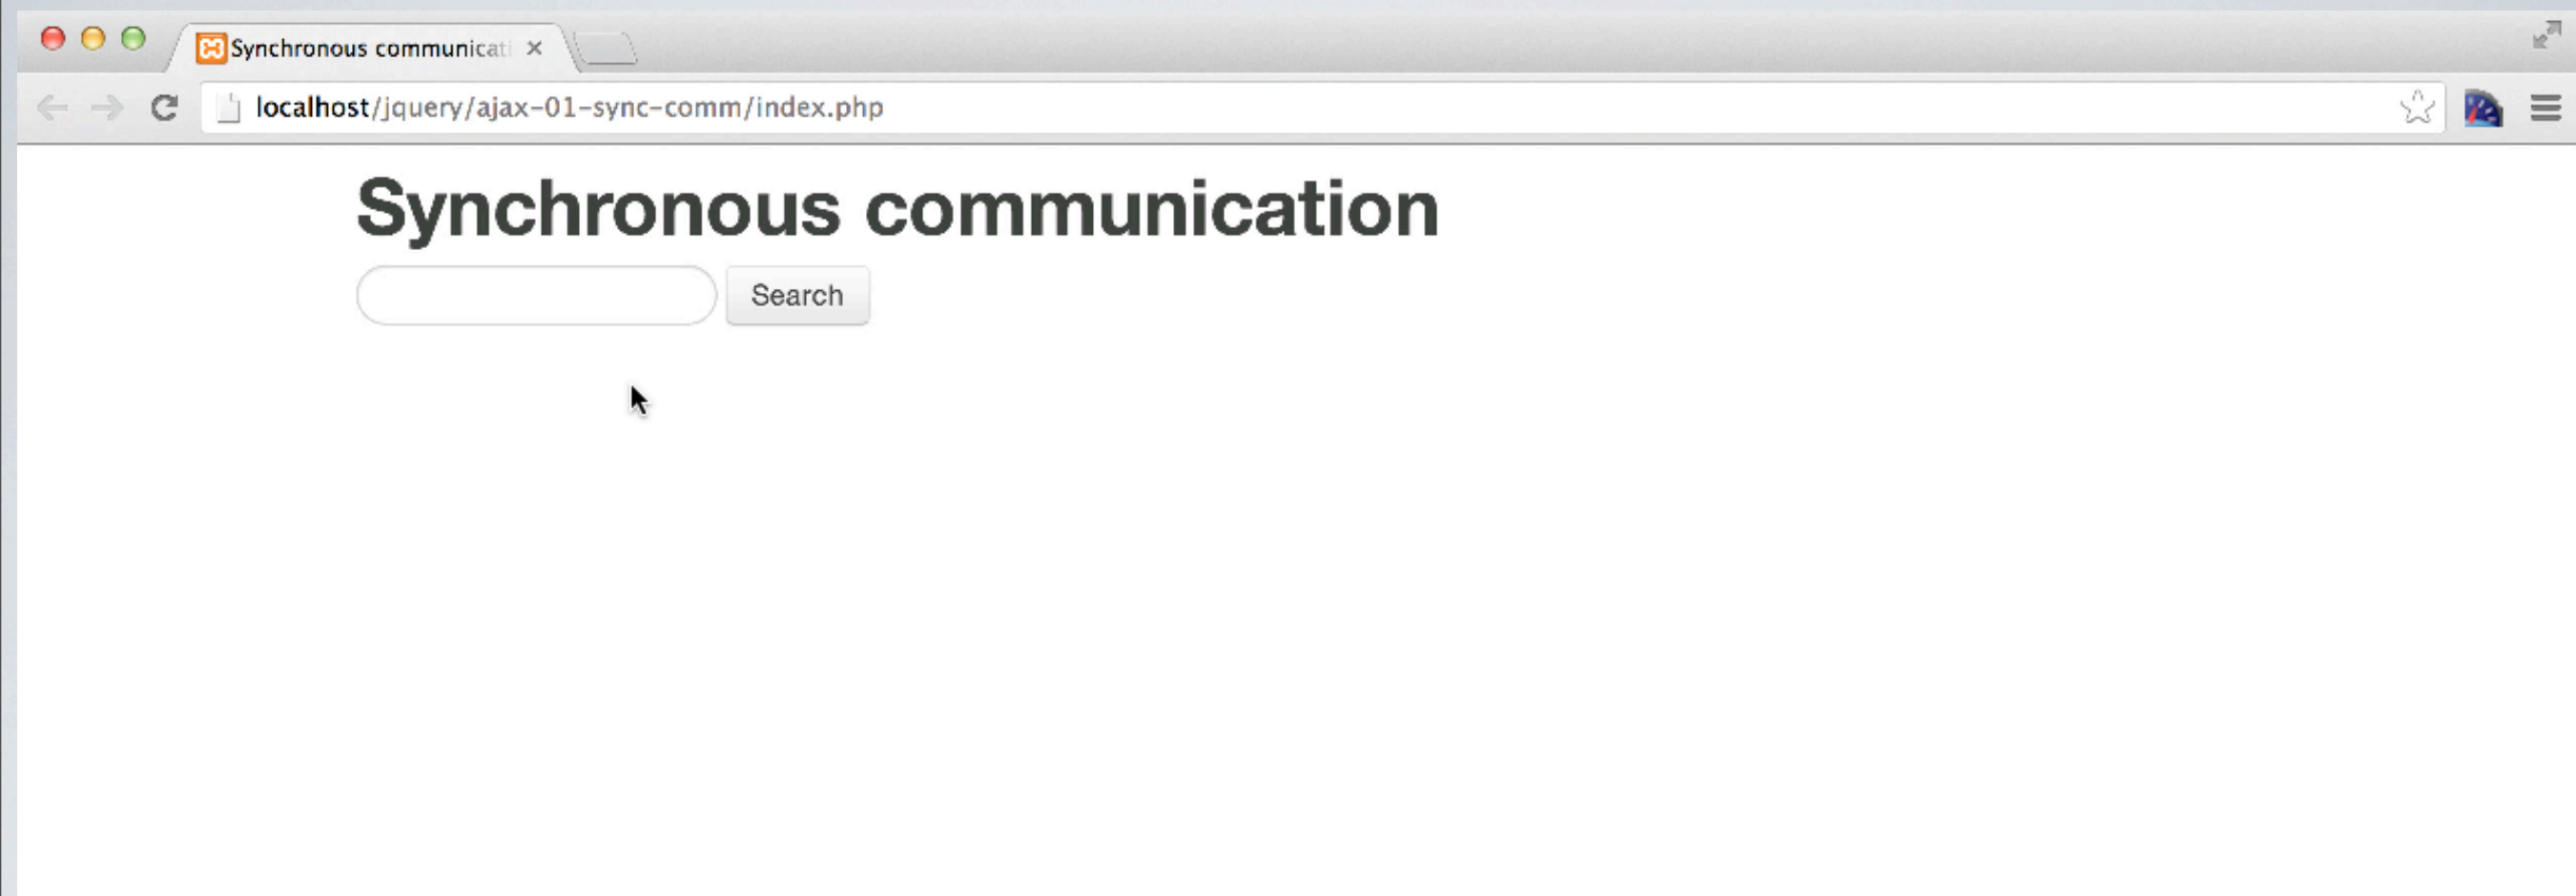 Synchronous communicati
localhost/jquery/ajax-01-sync-comm/index.php
Synchronous communication
Search